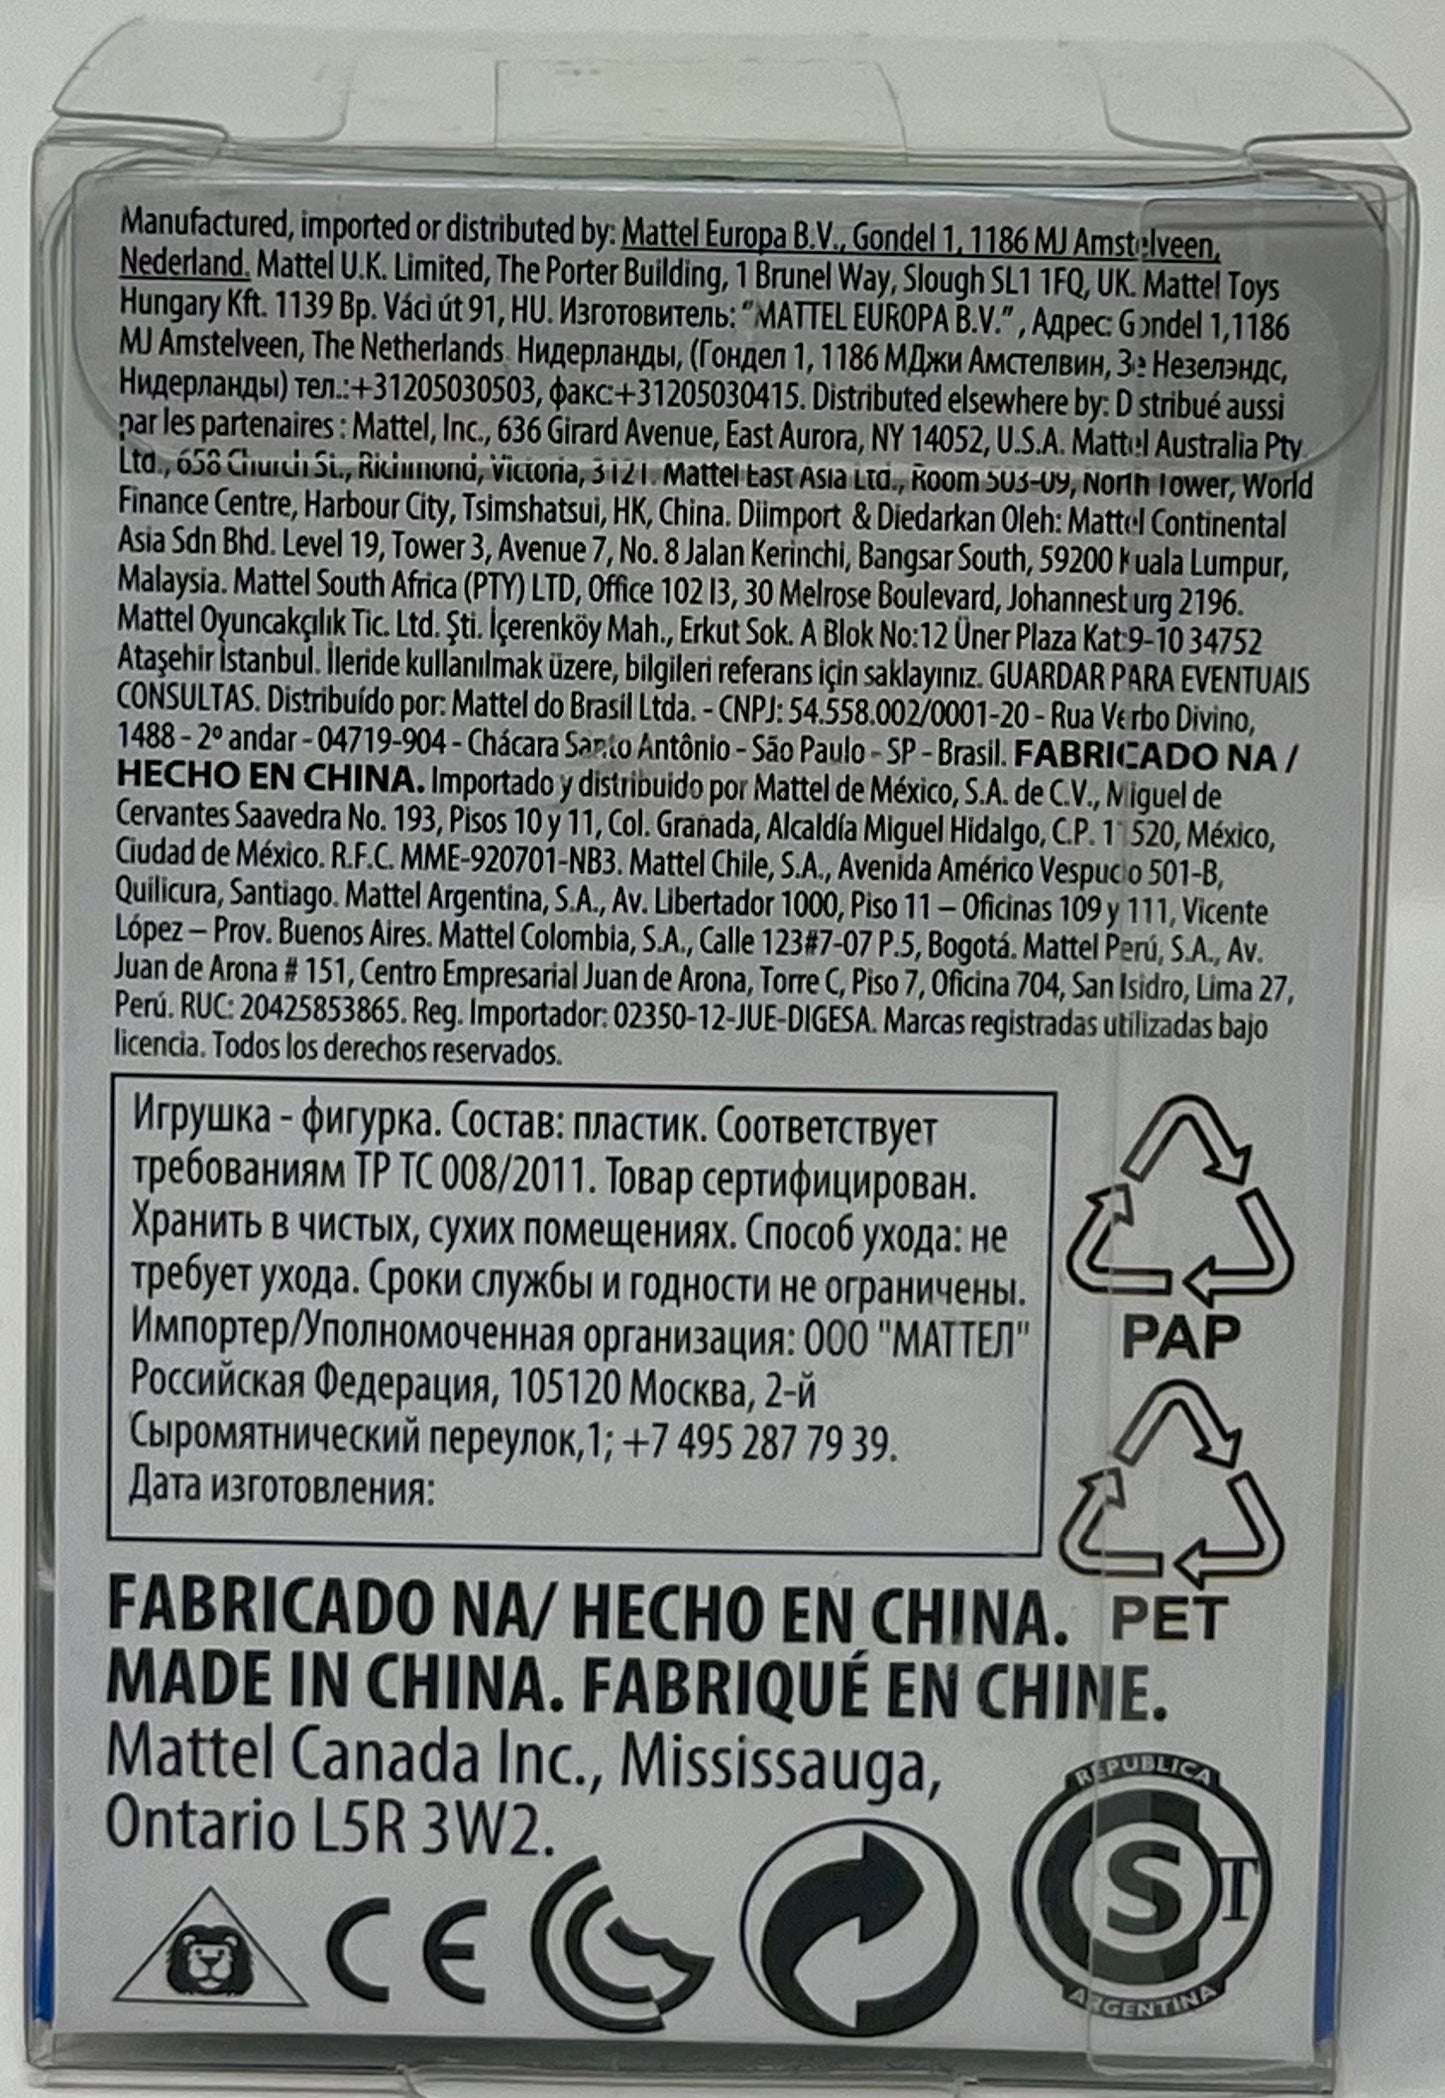 Manufactured, imported or distributed by: Mattel Europa B.V., Gondel 1, 1186 MJ Amstelveen,
Nederland. Mattel U.K. Limited, The Porter Building, 1 Brunel Way, Slough SL1 1FQ, UK. Mattel Toys
Hungary Kft. 1139 Bp. Váci út 91, HU. Изготовитель: "MATTEL EUROPA B.V.", Адрес: Gondel 1,1186
MJ Amstelveen, The Netherlands. Нидерланды, (Гондел 1, 1186 МДжи Амстелвин, Зе Незелэндс,
Нидерланды) тел.:+31205030503, факс:+31205030415. Distributed elsewhere by: Distribué aussi
par les partenaires : Mattel, Inc., 636 Girard Avenue, East Aurora, NY 14052, U.S.A. Mattel Australia Pty.
Ltd., 658 Church St., Richmond, Victoria, 3121. Mattel East Asia Ltd., Room 503-09, North Tower, World
Finance Centre, Harbour City, Tsimshatsui, HK, China. Diimport & Diedarkan Oleh: Mattel Continental
Asia Sdn Bhd. Level 19, Tower 3, Avenue 7, No. 8 Jalan Kerinchi, Bangsar South, 59200 Kuala Lumpur,
Malaysia. Mattel South Africa (PTY) LTD, Office 102 I3, 30 Melrose Boulevard, Johannesburg 2196.
Mattel Oyuncakçılık Tic. Ltd. Şti. İçerenköy Mah., Erkut Sok. A Blok No:12 Üner Plaza Kat:9-10 34752
Ataşehir İstanbul. İleride kullanılmak üzere, bilgileri referans için saklayınız. GUARDAR PARA EVENTUAIS
CONSULTAS. Distribuído por: Mattel do Brasil Ltda. - CNPJ: 54.558.002/0001-20 - Rua Verbo Divino,
1488 - 2º andar - 04719-904 - Chácara Santo Antônio - São Paulo - SP - Brasil. FABRICADO NA /
HECHO EN CHINA. Importado y distribuido por Mattel de México, S.A. de C.V., Miguel de
Cervantes Saavedra No. 193, Pisos 10 y 11, Col. Granada, Alcaldía Miguel Hidalgo, C.P. 11520, México,
Ciudad de México. R.F.C. MME-920701-NB3. Mattel Chile, S.A., Avenida Américo Vespucio 501-B,
Quilicura, Santiago. Mattel Argentina, S.A., Av. Libertador 1000, Piso 11 – Oficinas 109 y 111, Vicente
López – Prov. Buenos Aires. Mattel Colombia, S.A., Calle 123#7-07 P.5, Bogotá. Mattel Perú, S.A., Av.
Juan de Arona # 151, Centro Empresarial Juan de Arona, Torre C, Piso 7, Oficina 704, San Isidro, Lima 27,
Perú. RUC: 20425853865. Reg. Importador: 02350-12-JUE-DIGESA. Marcas registradas utilizadas bajo
licencia. Todos los derechos reservados.
Игрушка - фигурка. Состав: пластик. Соответствует
требованиям ТР ТС 008/2011. Товар сертифицирован.
Хранить в чистых, сухих помещениях. Способ ухода: не
требует ухода. Сроки службы и годности не ограничены.
Импортер/Уполномоченная организация: ООО "МАТТЕЛ"
Российская Федерация, 105120 Москва, 2-й
Сыромятнический переулок,1; +7 495 287 79 39.
Дата изготовления:
PAP
PET
FABRICADO NA/ HECHO EN CHINA.
MADE IN CHINA. FABRIQUÉ EN CHINE.
Mattel Canada Inc., Mississauga,
Ontario L5R 3W2.
CE
REPUBLICA
S T
ARGENTINA